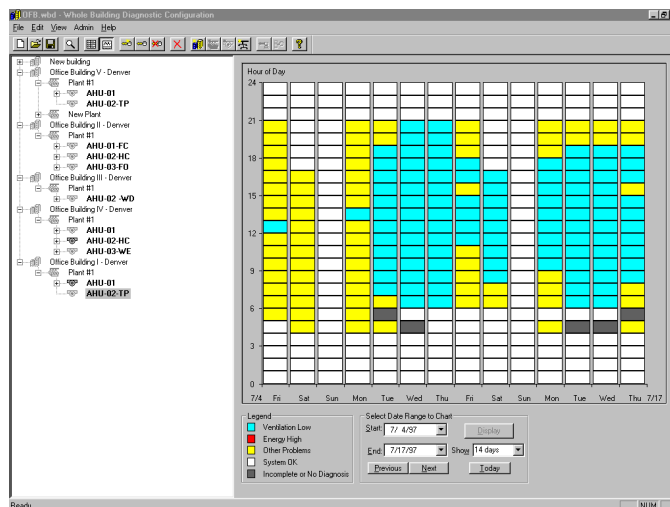 OFB.wbd - Whole Building Diagnostic Configuration
File Edit View Admin Help
New building
Office Building V - Denver
Plant #1
AHU-01
AHU-02-TP
New Plant
Office Building II - Denver
Plant #1
AHU-01-FC
AHU-02-HC
AHU-03-FO
Office Building III - Denver
Plant #1
AHU-02 -WD
Office Building IV - Denver
Plant #1
AHU-01
AHU-02-HC
AHU-03-WE
Office Building I - Denver
Plant #1
AHU-01
AHU-02-TP
Hour of Day
24
21
18
15
12
9
6
3
0
7/4 Fri Sat Sun Mon Tue Wed Thu Fri Sat Sun Mon Tue Wed Thu 7/17
Legend
Ventilation Low
Energy High
Other Problems
System OK
Incomplete or No Diagnosis
Select Date Range to Chart
Start: 7/ 4/97 Display
End: 7/17/97 Show 14 days
Previous Next Today
Ready NUM